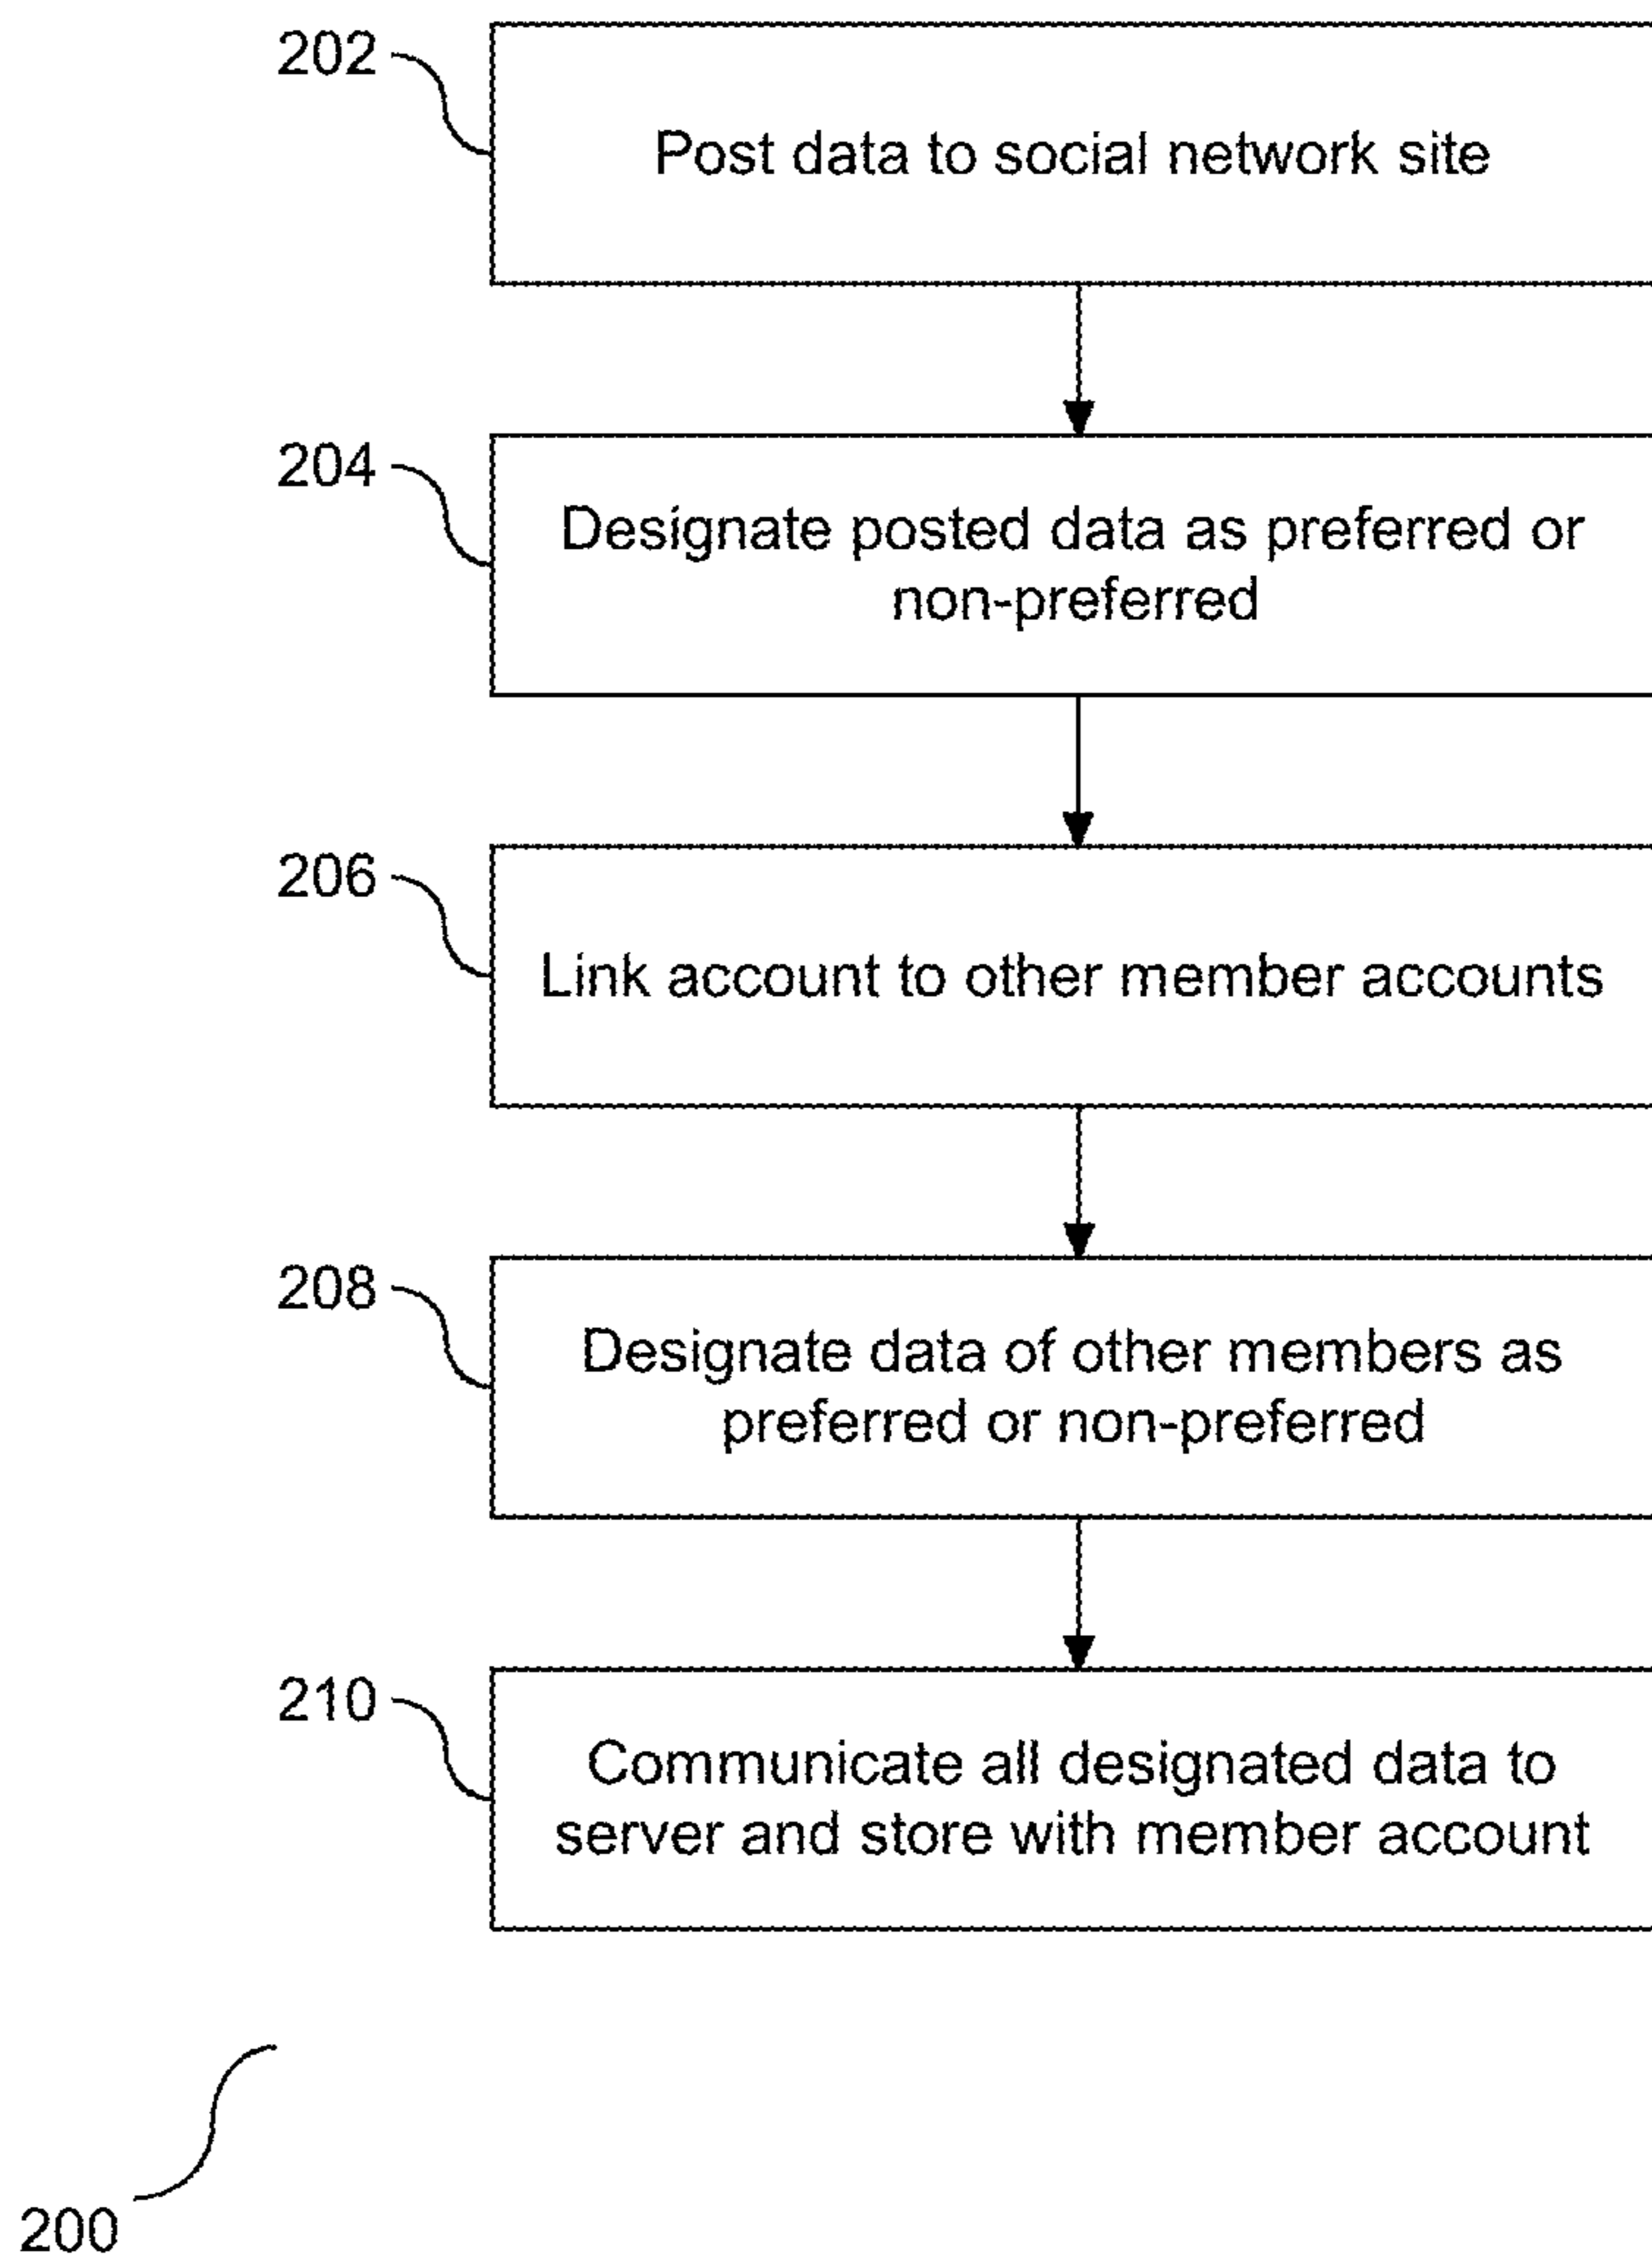 202
Post data to social network site
204
Designate posted data as preferred or
non-preferred
206
Link account to other member accounts
208
Designate data of other members as
preferred or non-preferred
210
Communicate all designated data to
server and store with member account
200